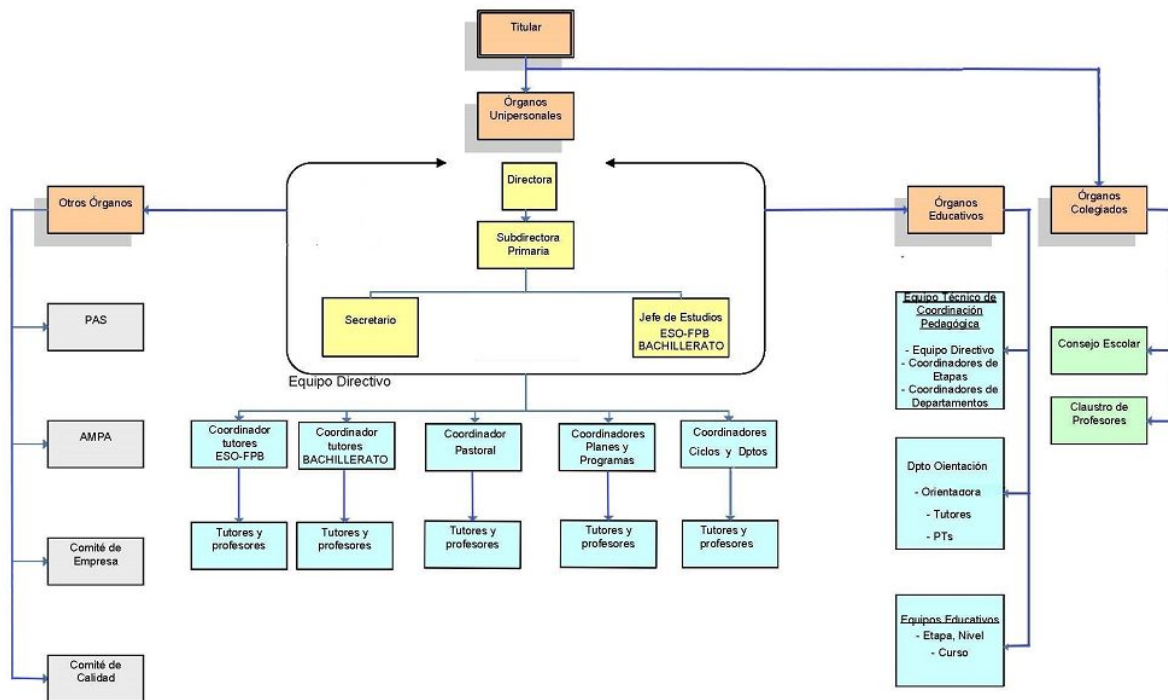 Titular
Órganos
Unipersonales
Directora
Subdirectora
Primaria
Secretario
Jefe de Estudios
ESO-FPB
BACHILLERATO
Equipo Directivo
Otros Órganos
PAS
AMPA
Comité de
Empresa
Comité de
Calidad
Coordinador
tutores
ESO-FPB
Coordinador
tutores
BACHILLERATO
Coordinador
Pastoral
Coordinadores
Planes y
Programas
Coordinadores
Ciclos y Dptos
Tutores y
profesores
Tutores y
profesores
Tutores y
profesores
Tutores y
profesores
Tutores y
profesores
Órganos
Educativos
Equipo Técnico de
Coordinación
Pedagógica
- Equipo Directivo
- Coordinadores de
Etapas
- Coordinadores de
Departamentos
Dpto Oientación
- Orientadora
- Tutores
- PTs
Equipos Educativos
- Etapa, Nivel
- Curso
Órganos
Colegiados
Consejo Escolar
Claustro de
Profesores